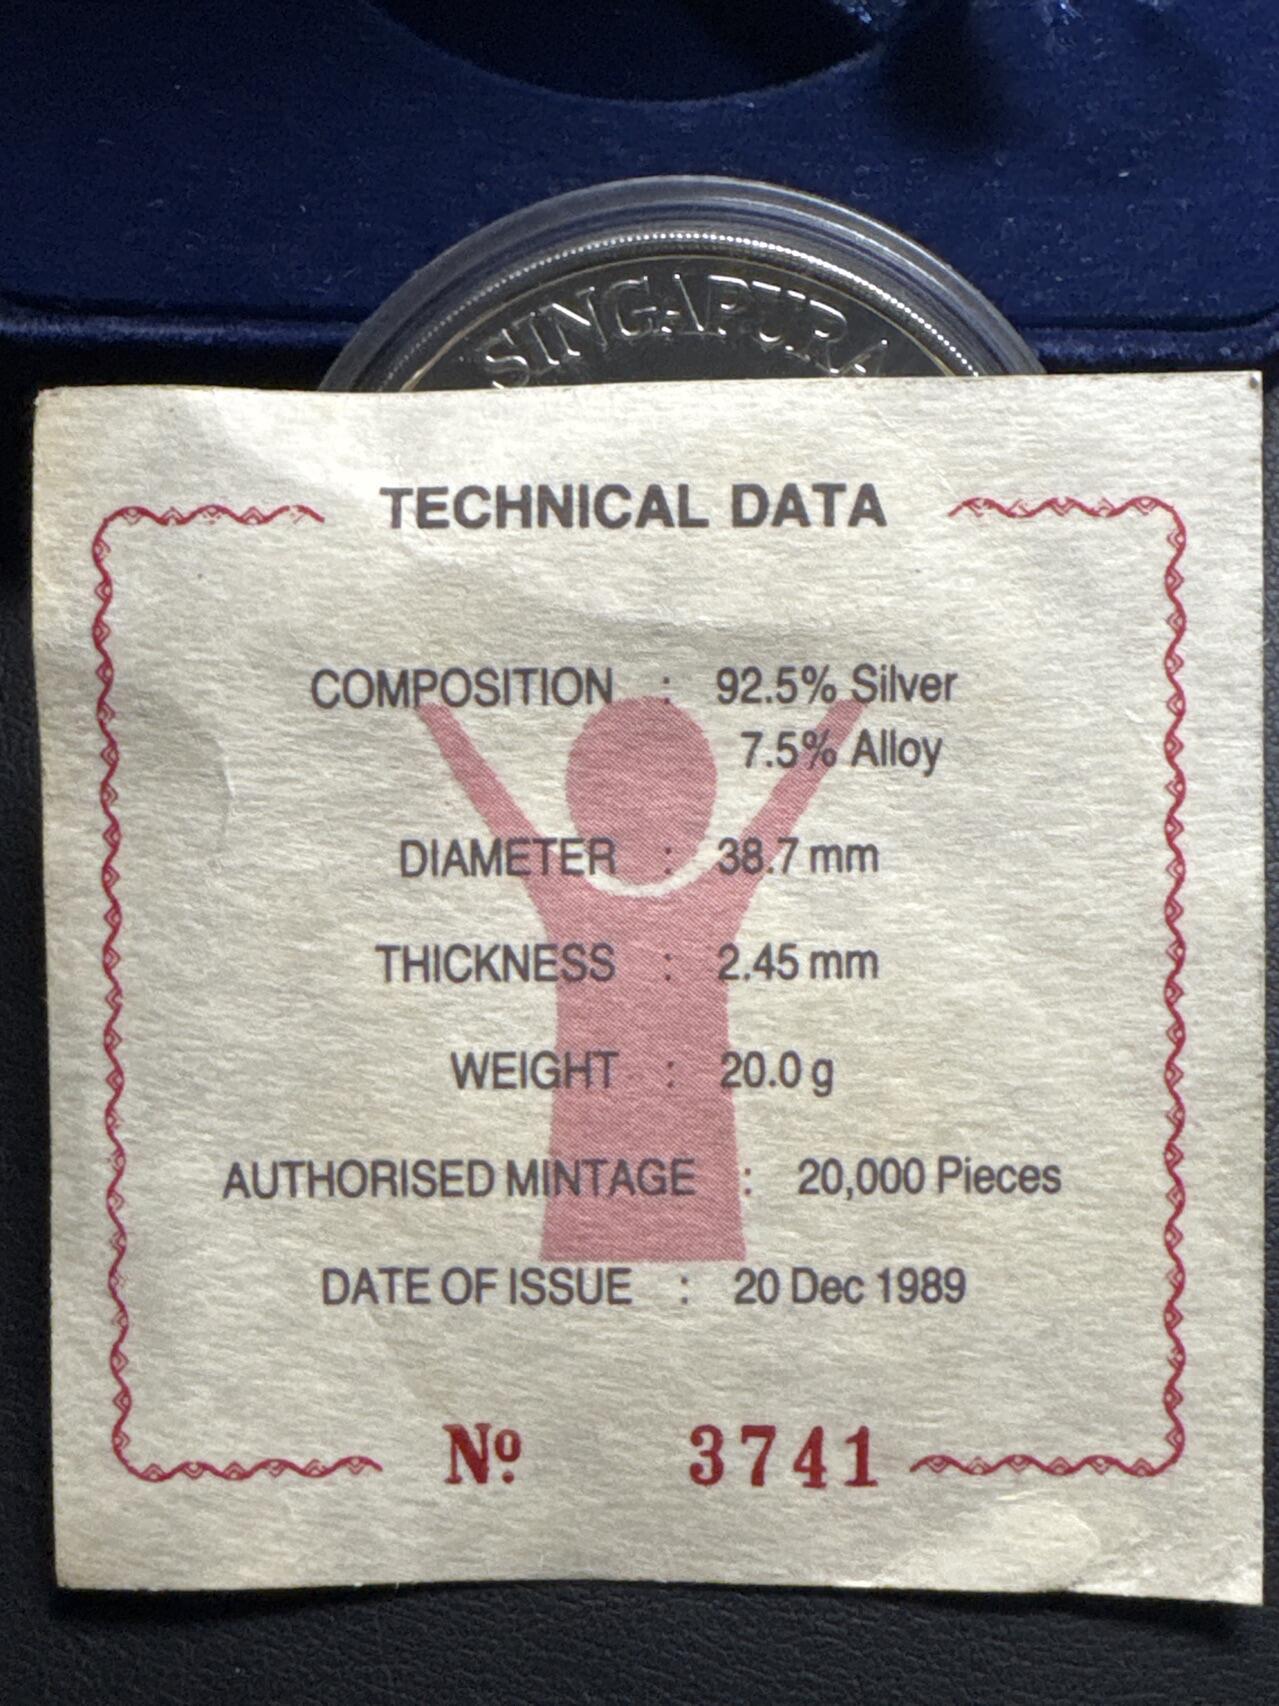 SINGAPURA
TECHNICAL DATA
COMPOSITION : 92.5% Silver
7.5% Alloy
DIAMETER : 38.7 mm
THICKNESS : 2.45 mm
WEIGHT : 20.0 g
AUTHORISED MINTAGE : 20,000 Pieces
DATE OF ISSUE : 20 Dec 1989
Nº. 3741